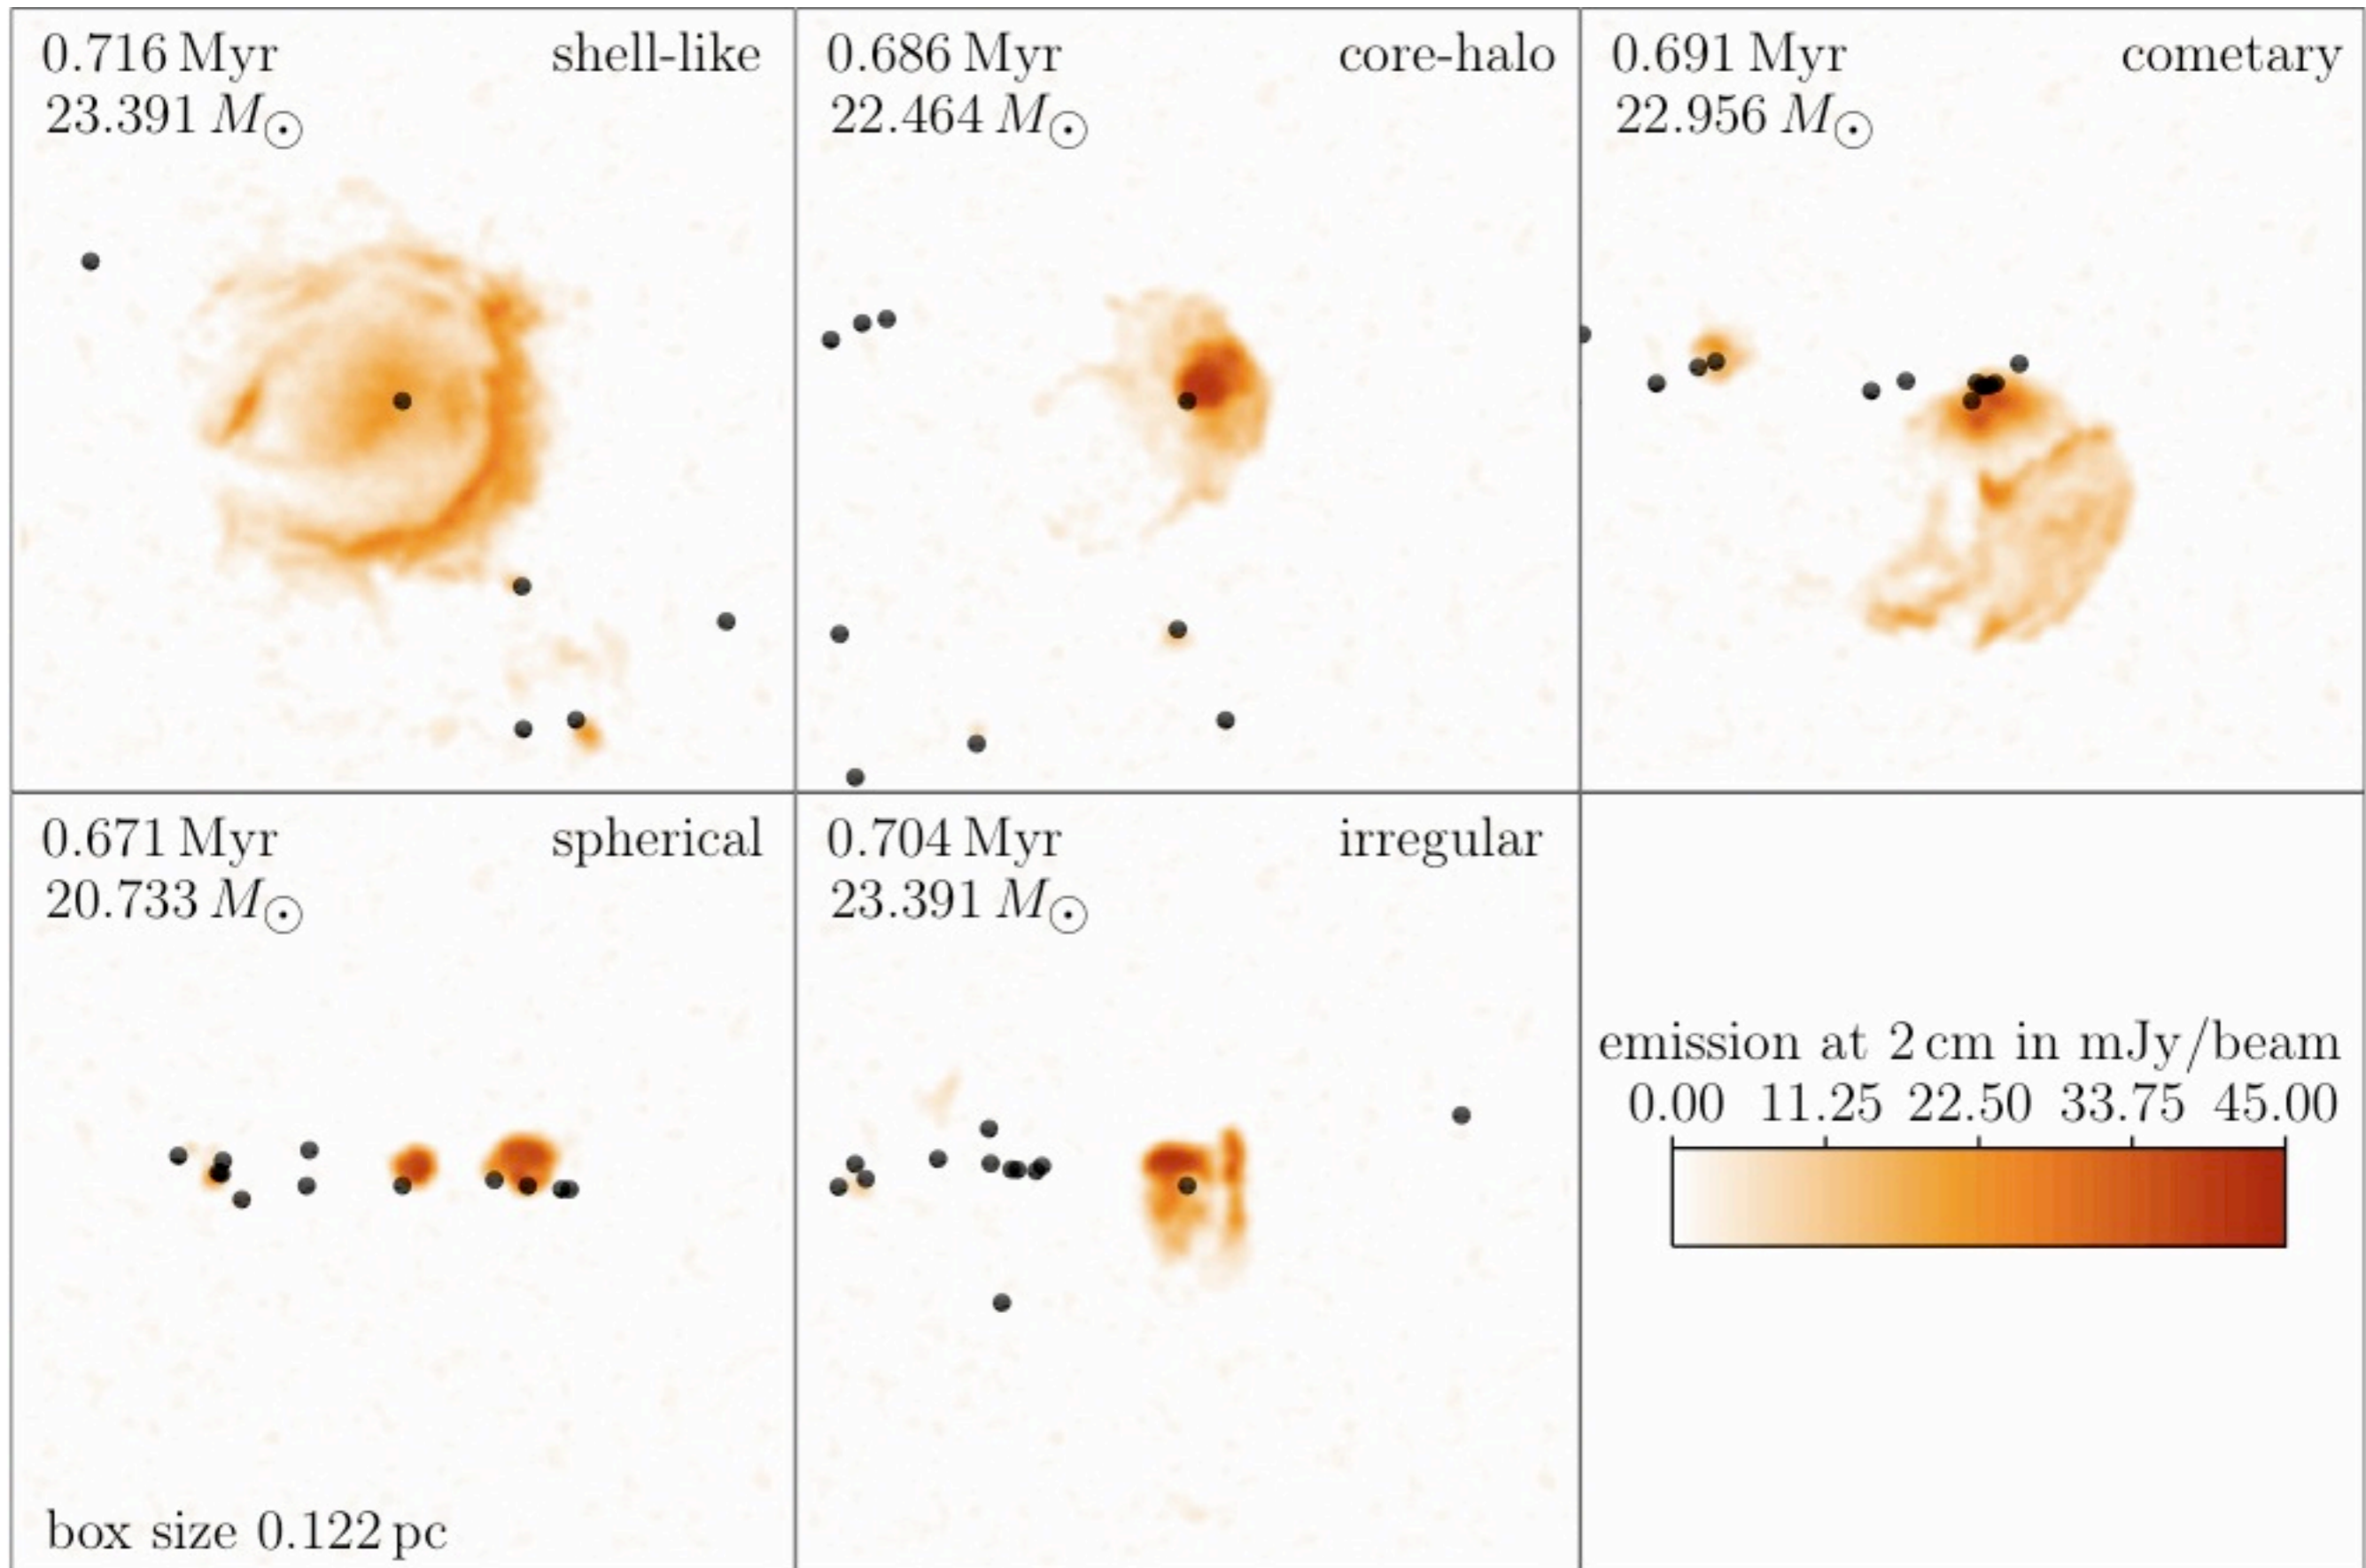 0.716 Myr shell-like
23.391 M☉
0.686 Myr core-halo
22.464 M☉
0.691 Myr cometary
22.956 M☉
0.671 Myr spherical
20.733 M☉
box size 0.122 pc
0.704 Myr irregular
23.391 M☉
emission at 2 cm in mJy/beam
0.00 11.25 22.50 33.75 45.00